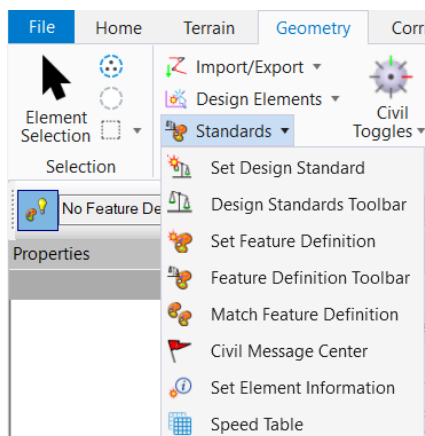 File Home Terrain Geometry Corri
Import/Export
Design Elements
Element
Selection
Standards
Civil
Toggles
Selection
Set Design Standard
No Feature De
Design Standards Toolbar
Set Feature Definition
Properties
Feature Definition Toolbar
Match Feature Definition
Civil Message Center
Set Element Information
Speed Table